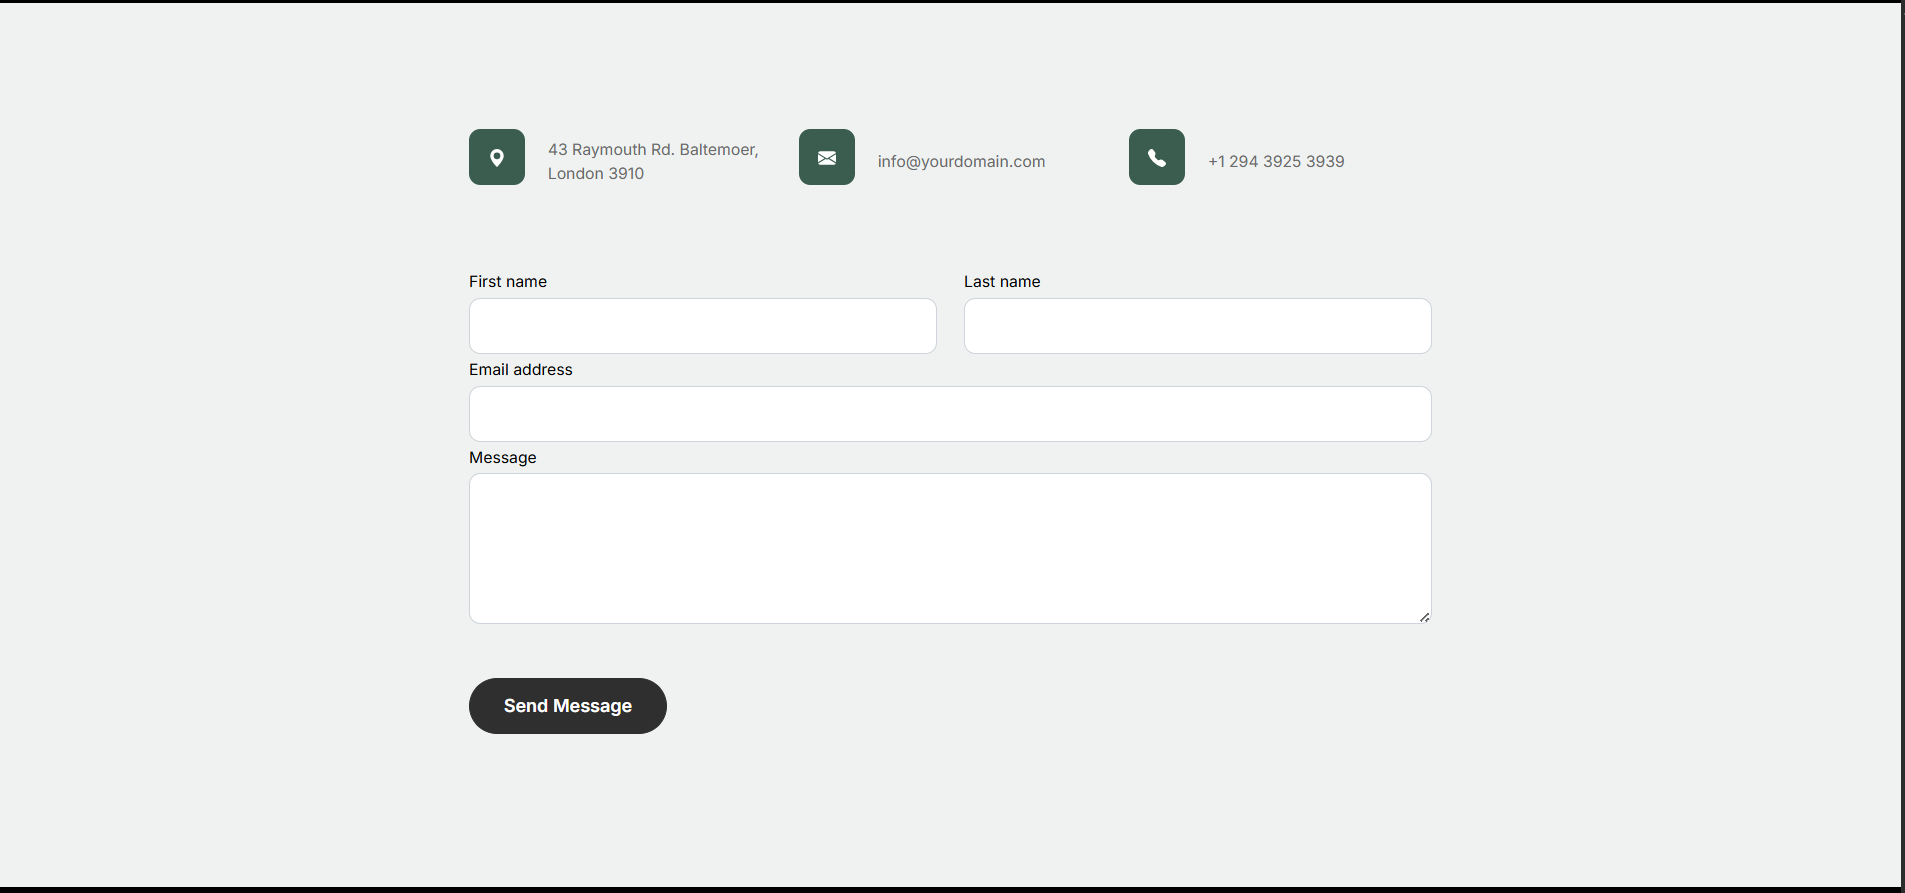 43 Raymouth Rd. Baltemoer,
London 3910
info@yourdomain.com
+1 294 3925 3939
First name
Last name
Email address
Message
Send Message